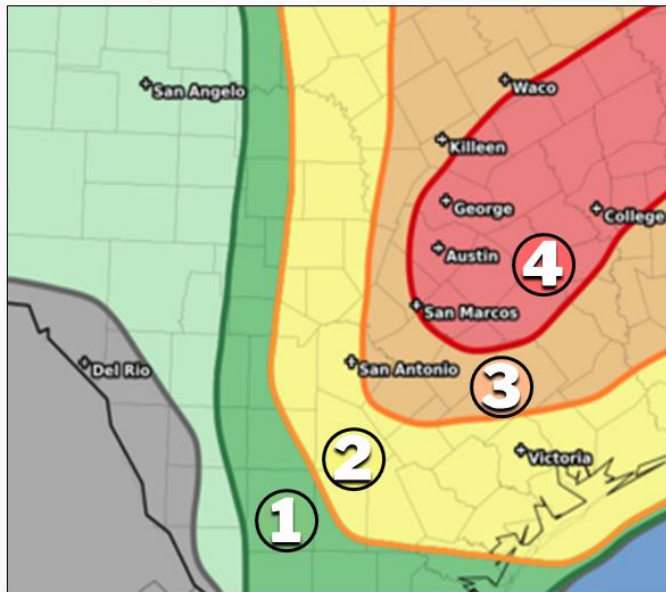 Waco
San Angelo
Killeen
George
College
Austin
4
San Marcos
Del Rio
San Antonio
3
Victoria
2
1